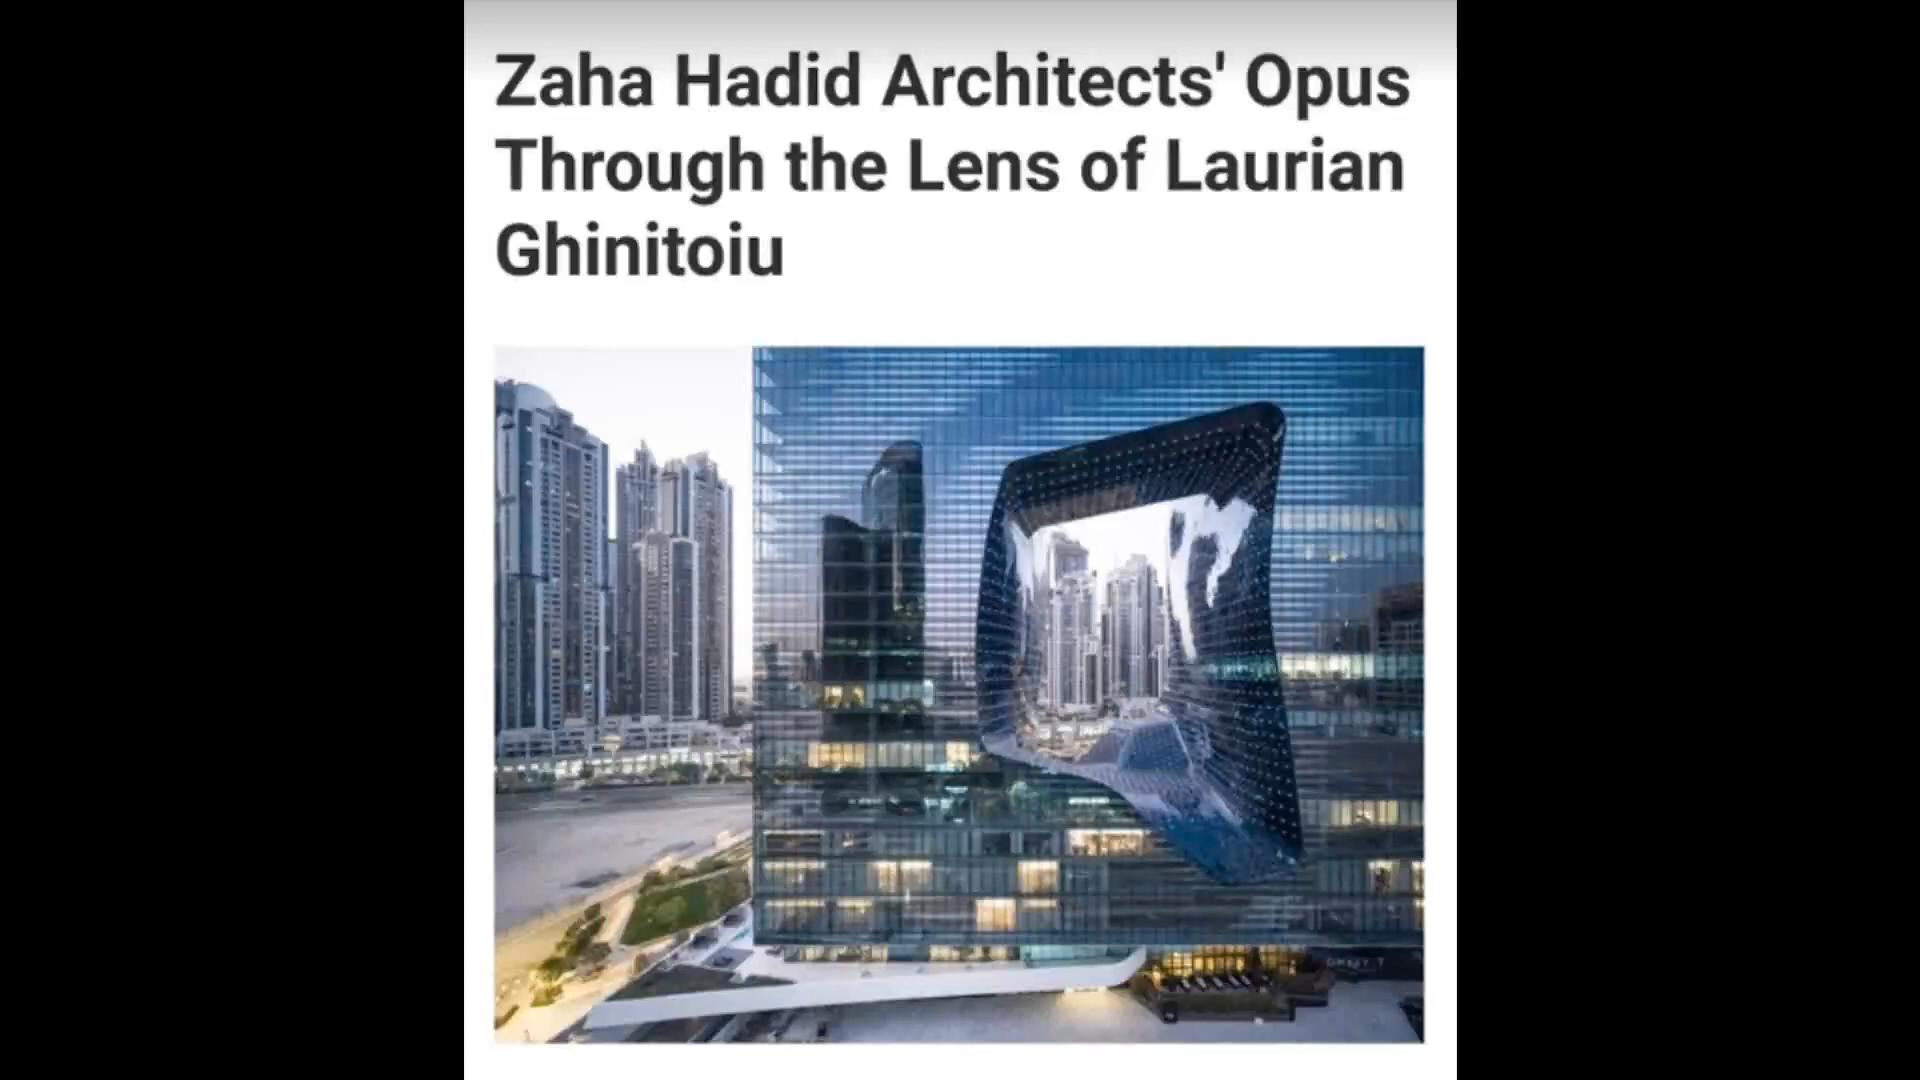 Zaha Hadid Architects' Opus
Through the Lens of Laurian
Ghinitoiu